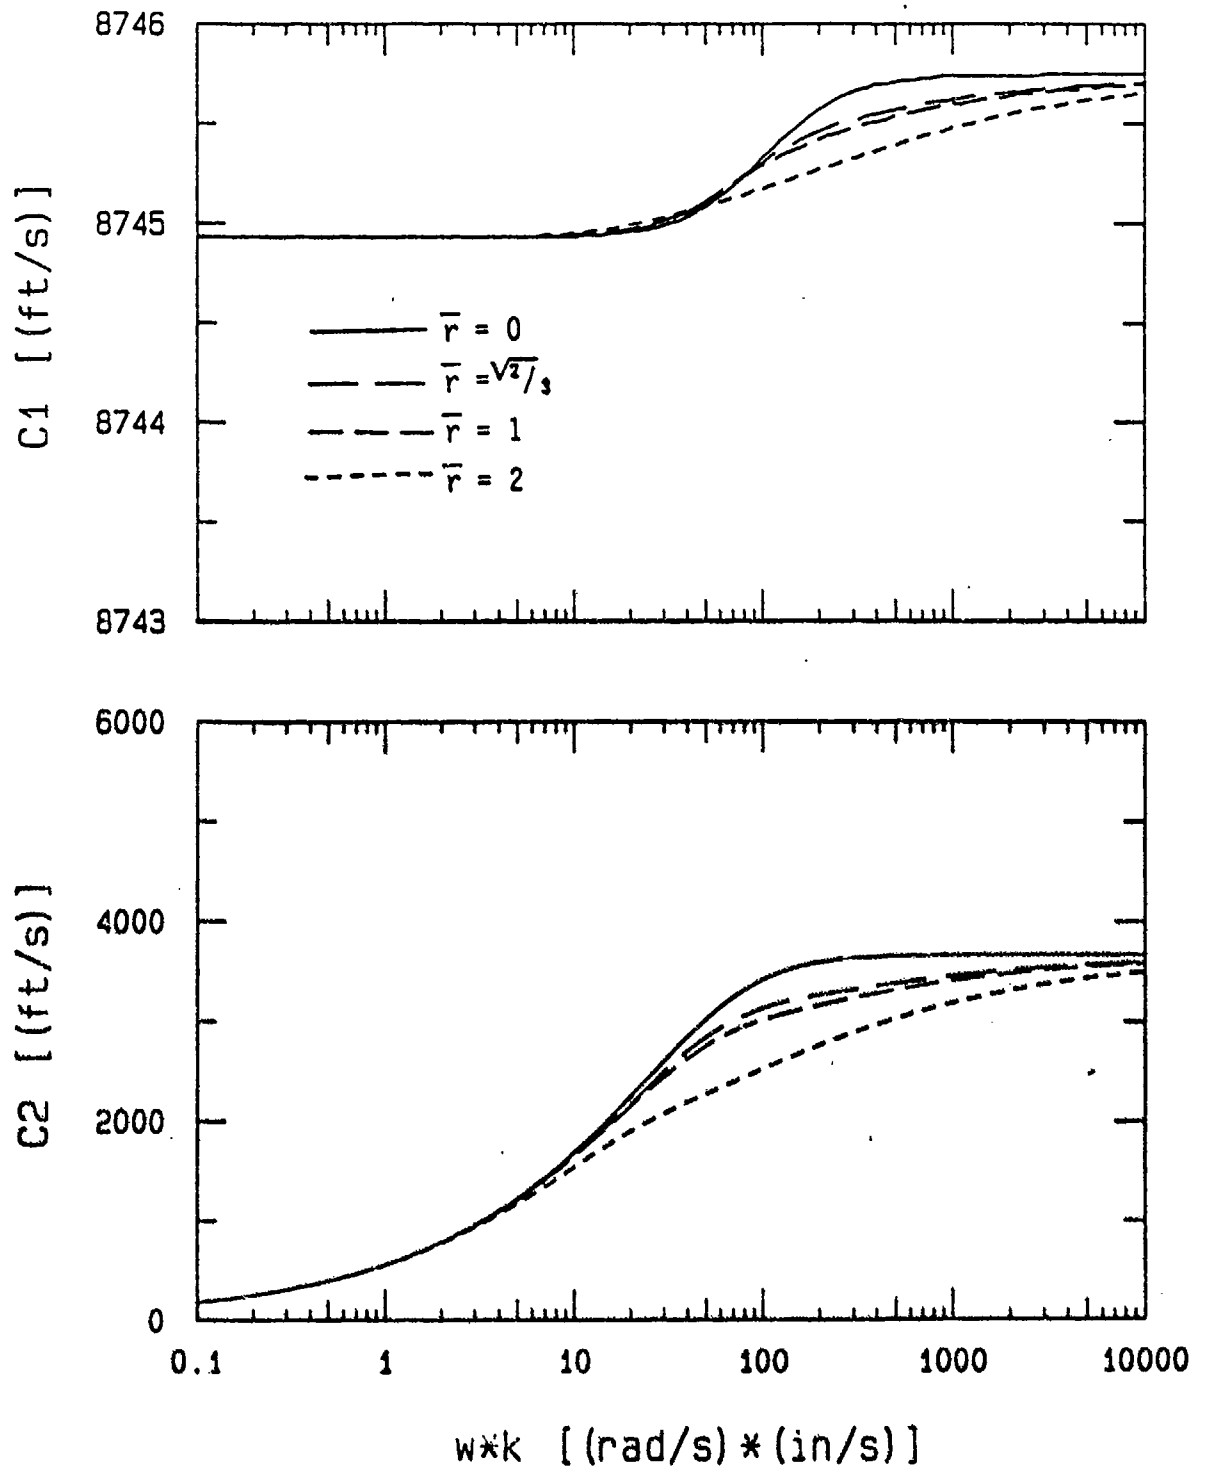 8746
8745
C1 [(ft/s)]
8744
8743
r̅ = 0
r̅ = √2/3
r̅ = 1
r̅ = 2
6000
4000
C2 [(ft/s)]
2000
0
0.1 1 10 100 1000 10000
w*k [(rad/s)*(in/s)]